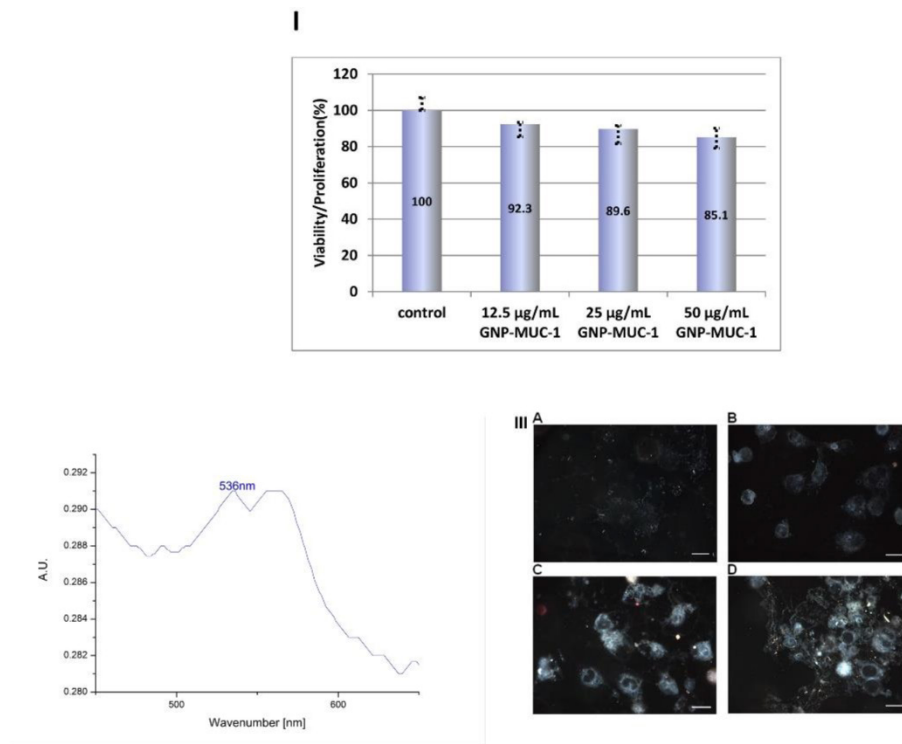 I
120
100
80
60
40
20
0
Viability/Proliferation(%)
100
92.3
89.6
85.1
control
12.5 µg/mL
GNP-MUC-1
25 µg/mL
GNP-MUC-1
50 µg/mL
GNP-MUC-1
0.292
0.290
0.288
0.286
0.284
0.282
0.280
A.U.
536nm
500
600
Wavenumber [nm]
III
A
B
C
D